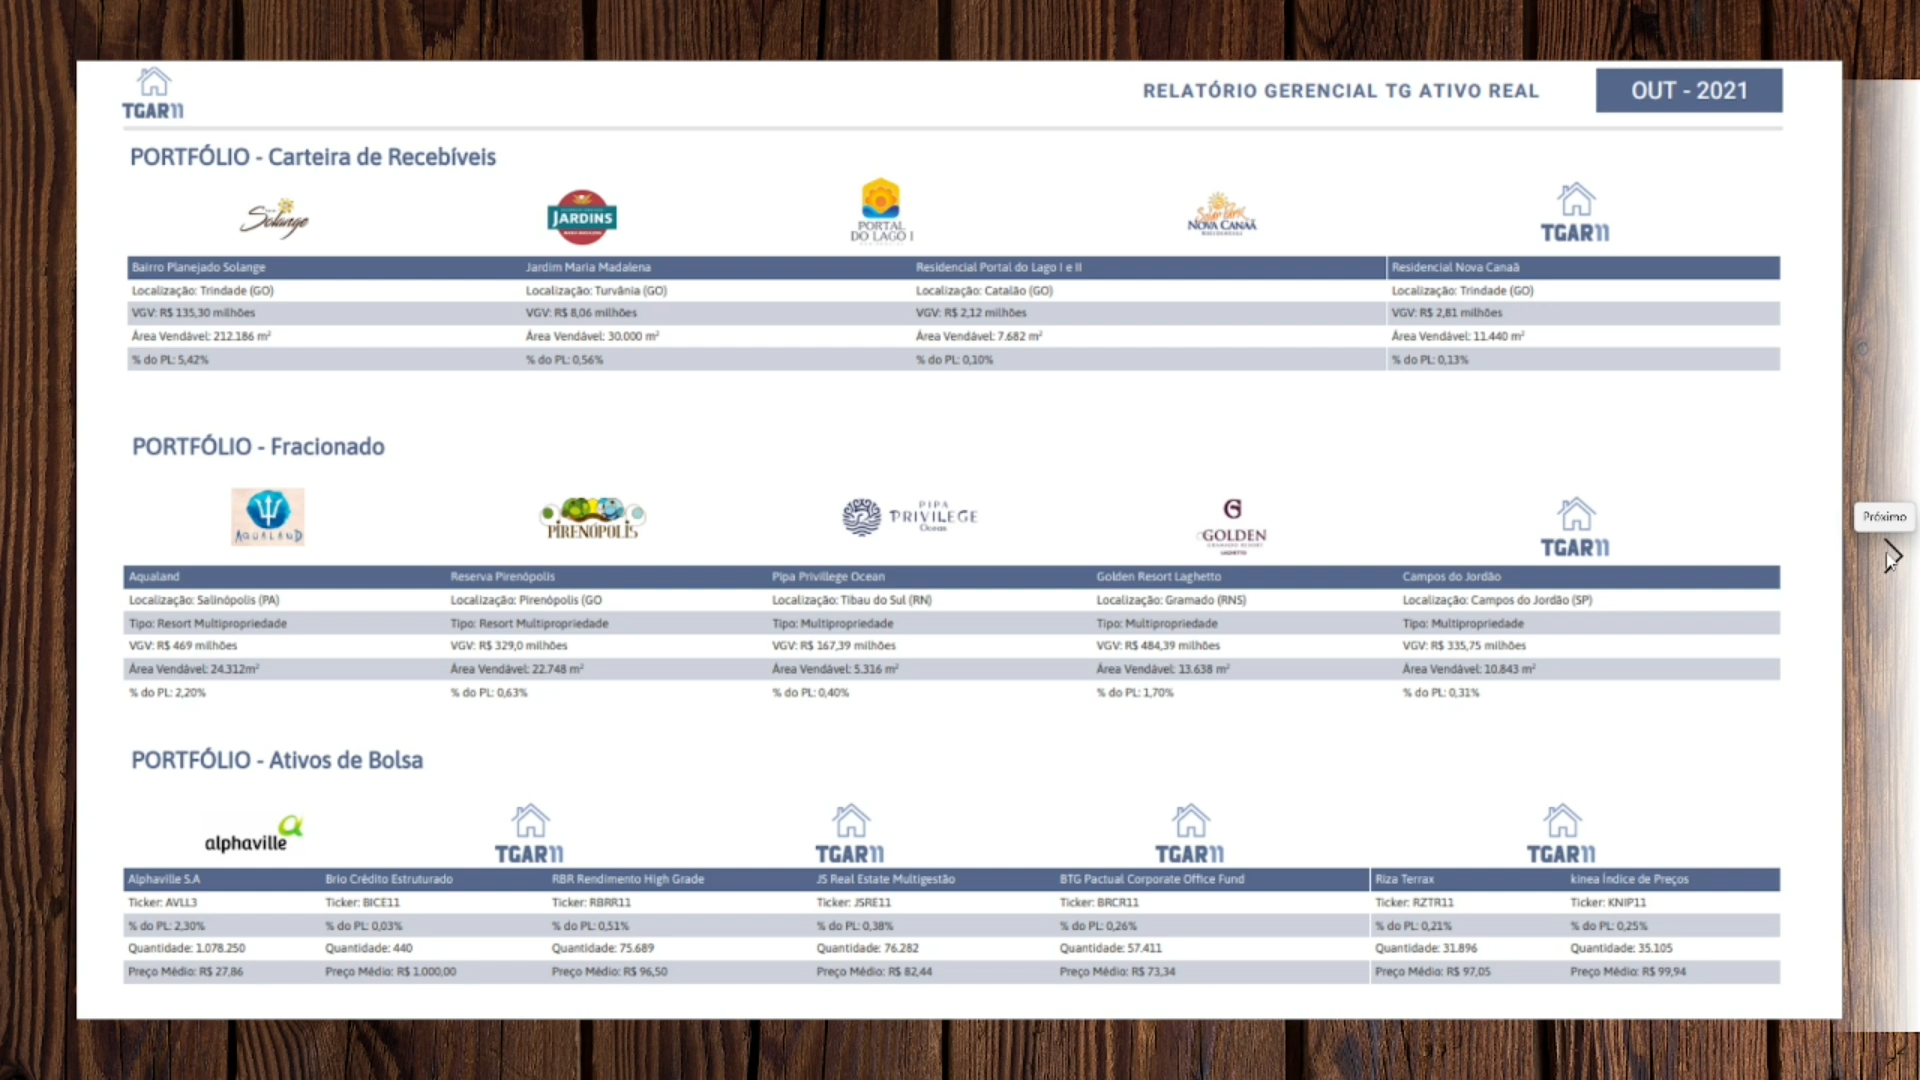 TGAR11
RELATÓRIO GERENCIAL TG ATIVO REAL
OUT - 2021
PORTFÓLIO - Carteira de Recebíveis
Solange
JARDINS
PORTAL DO LAGO I
NOVA CANAÃ
TGAR11
Bairro Planejado Solange Jardim Maria Madalena Residencial Portal do Lago I e II Residencial Nova Canaã
Localização: Trindade (GO) Localização: Turvânia (GO) Localização: Catalão (GO) Localização: Trindade (GO)
VGV: R$ 135,30 milhões VGV: R$ 8,06 milhões VGV: R$ 2,12 milhões VGV: R$ 2,81 milhões
Área Vendável: 212.186 m² Área Vendável: 30.000 m² Área Vendável: 7.682 m² Área Vendável: 11.440 m²
% do PL: 5,42% % do PL: 0,56% % do PL: 0,10% % do PL: 0,13%
PORTFÓLIO - Fracionado
AQUALAND
PIRENÓPOLIS
PIPA PRIVILEGE Ocean
GOLDEN GRAMADO RESORT LAGHETTO
TGAR11
Aqualand Reserva Pirenópolis Pipa Privillege Ocean Golden Resort Laghetto Campos do Jordão
Localização: Salinópolis (PA) Localização: Pirenópolis (GO Localização: Tibau do Sul (RN) Localização: Gramado (RNS) Localização: Campos do Jordão (SP)
Tipo: Resort Multipropriedade Tipo: Resort Multipropriedade Tipo: Multipropriedade Tipo: Multipropriedade Tipo: Multipropriedade
VGV: R$ 469 milhões VGV: R$ 329,0 milhões VGV: R$ 167,39 milhões VGV: R$ 484,39 milhões VGV: R$ 335,75 milhões
Área Vendável: 24.312m² Área Vendável: 22.748 m² Área Vendável: 5.316 m² Área Vendável: 13.638 m² Área Vendável: 10.843 m²
% do PL: 2,20% % do PL: 0,63% % do PL: 0,40% % do PL: 1,70% % do PL: 0,31%
Próximo
PORTFÓLIO - Ativos de Bolsa
alphaville
TGAR11
TGAR11
TGAR11
TGAR11
Alphaville S.A Brio Crédito Estruturado RBR Rendimento High Grade JS Real Estate Multigestão BTG Pactual Corporate Office Fund Riza Terrax kinea Índice de Preços
Ticker: AVLL3 Ticker: BICE11 Ticker: RBRR11 Ticker: JSRE11 Ticker: BRCR11 Ticker: RZTR11 Ticker: KNIP11
% do PL: 2,30% % do PL: 0,03% % do PL: 0,51% % do PL: 0,38% % do PL: 0,26% % do PL: 0,21% % do PL: 0,25%
Quantidade: 1.078.250 Quantidade: 440 Quantidade: 75.689 Quantidade: 76.282 Quantidade: 57.411 Quantidade: 31.896 Quantidade: 35.105
Preço Médio: R$ 27,86 Preço Médio: R$ 1.000,00 Preço Médio: R$ 96,50 Preço Médio: R$ 82,44 Preço Médio: R$ 73,34 Preço Médio: R$ 97,05 Preço Médio: R$ 99,94